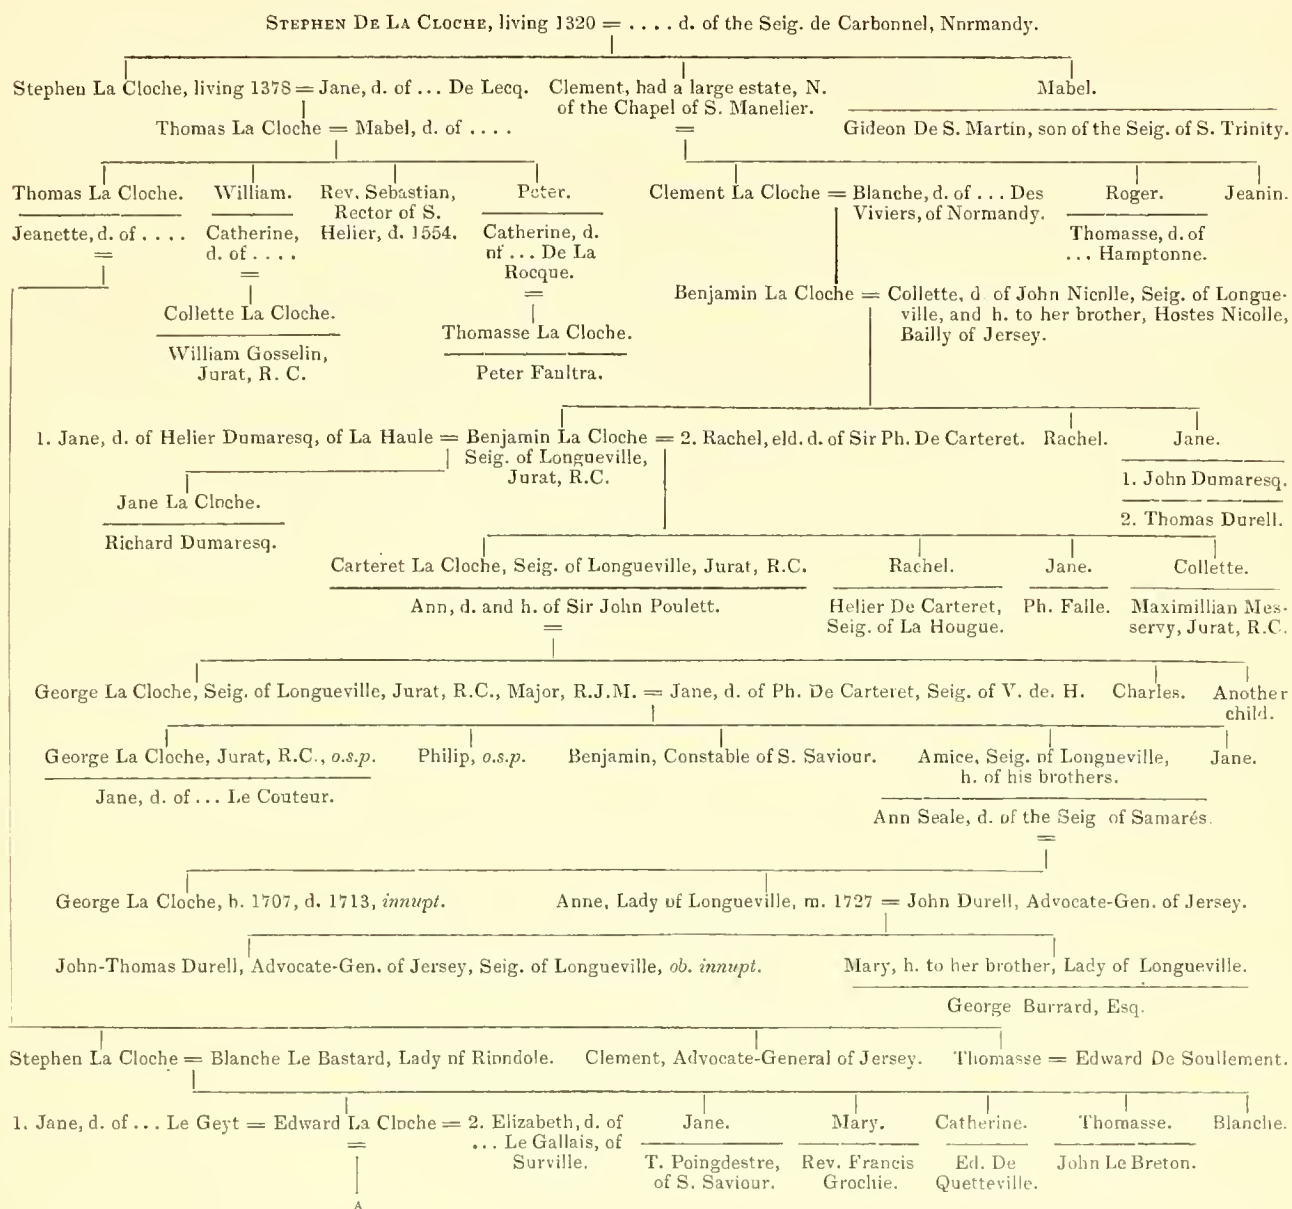 STEPHEN DE LA CLOCHE, living 1320 = .... d. of the Seig. de Carbonnel, Nnrmandy.
Stephen La Cloche, living 1378 = Jane, d. of ... De Lecq. Clement, had a large estate, N. Mabel.
of the Chapel of S. Manelier.
Thomas La Cloche = Mabel, d. of .... = Gideon De S. Martin, son of the Seig. of S. Trinity.
Thomas La Cloche. William. Rev. Sebastian, Peter. Clement La Cloche = Blanche, d. of ... Des Roger. Jeanin.
Rector of S. Viviers, of Normandy.
Jeanette, d. of .... Catherine, Helier, d. 1554. Catherine, d. Thomasse, d. of
= d. of .... nf ... De La ... Hamptonne.
= Rocque.
= Benjamin La Cloche = Collette, d. of John Nicnlle, Seig. of Longue-
Collette La Cloche. ville, and h. to her brother, Hostes Nicolle,
Thomasse La Cloche. Bailly of Jersey.
William Gosselin,
Jurat, R. C. Peter Faultra.
1. Jane, d. of Helier Dumaresq, of La Haule = Benjamin La Cloche = 2. Rachel, eld. d. of Sir Ph. De Carteret. Rachel. Jane.
Seig. of Longueville,
Jurat, R.C. 1. John Dumaresq.
Jane La Clnche.
2. Thomas Durell.
Richard Dumaresq.
Carteret La Cloche, Seig. of Longueville, Jurat, R.C. Rachel. Jane. Collette.
Ann, d. and h. of Sir John Poulett. Helier De Carteret, Ph. Falle. Maximillian Mes-
= Seig. of La Hougue. servy, Jurat, R.C.
George La Cloche, Seig. of Longueville, Jurat, R.C., Major, R.J.M. = Jane, d. of Ph. De Carteret, Seig. of V. de. H. Charles. Another
child.
George La Cloche, Jurat, R.C., o.s.p. Philip, o.s.p. Benjamin, Constable of S. Saviour. Amice, Seig. nf Longueville, Jane.
h. of his brothers.
Jane, d. of ... Le Couteur.
Ann Seale, d. of the Seig of Samarés.
=
George La Cloche, b. 1707, d. 1713, innupt. Anne, Lady of Longueville, m. 1727 = John Durell, Advocate-Gen. of Jersey.
John-Thomas Durell, Advocate-Gen. of Jersey, Seig. of Longueville, ob. innupt. Mary, h. to her brother, Lady of Longueville.
George Burrard, Esq.
Stephen La Cloche = Blanche Le Bastard, Lady nf Rinndole. Clement, Advocate-General of Jersey. Thomasse = Edward De Soullement.
1. Jane, d. of ... Le Geyt = Edward La Clnche = 2. Elizabeth, d. of Jane. Mary. Catherine. Thomasse. Blanche.
= ... Le Gallais, of
Surville. T. Poingdestre, Rev. Francis Ed. De John Le Breton.
of S. Saviour. Grochie. Quetteville.
A